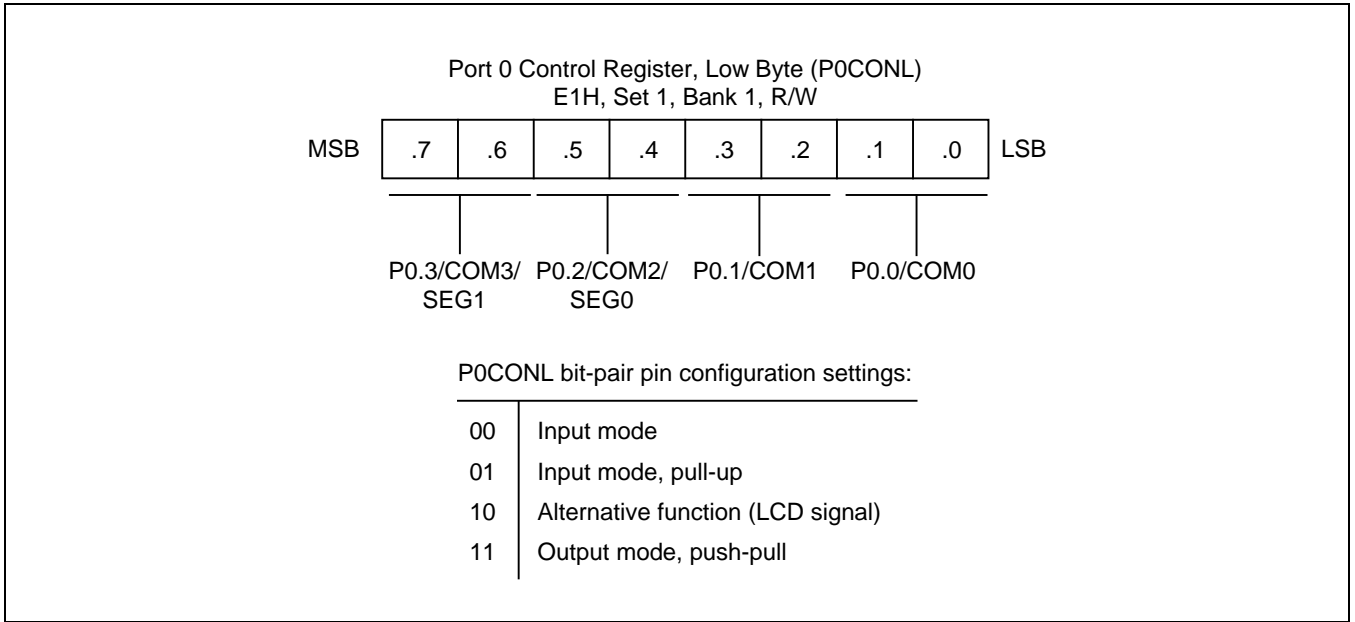 Port 0 Control Register, Low Byte (P0CONL)
E1H, Set 1, Bank 1, R/W
MSB .7 .6 .5 .4 .3 .2 .1 .0 LSB
P0.3/COM3/ P0.2/COM2/ P0.1/COM1 P0.0/COM0
SEG1 SEG0
P0CONL bit-pair pin configuration settings:
00 Input mode
01 Input mode, pull-up
10 Alternative function (LCD signal)
11 Output mode, push-pull